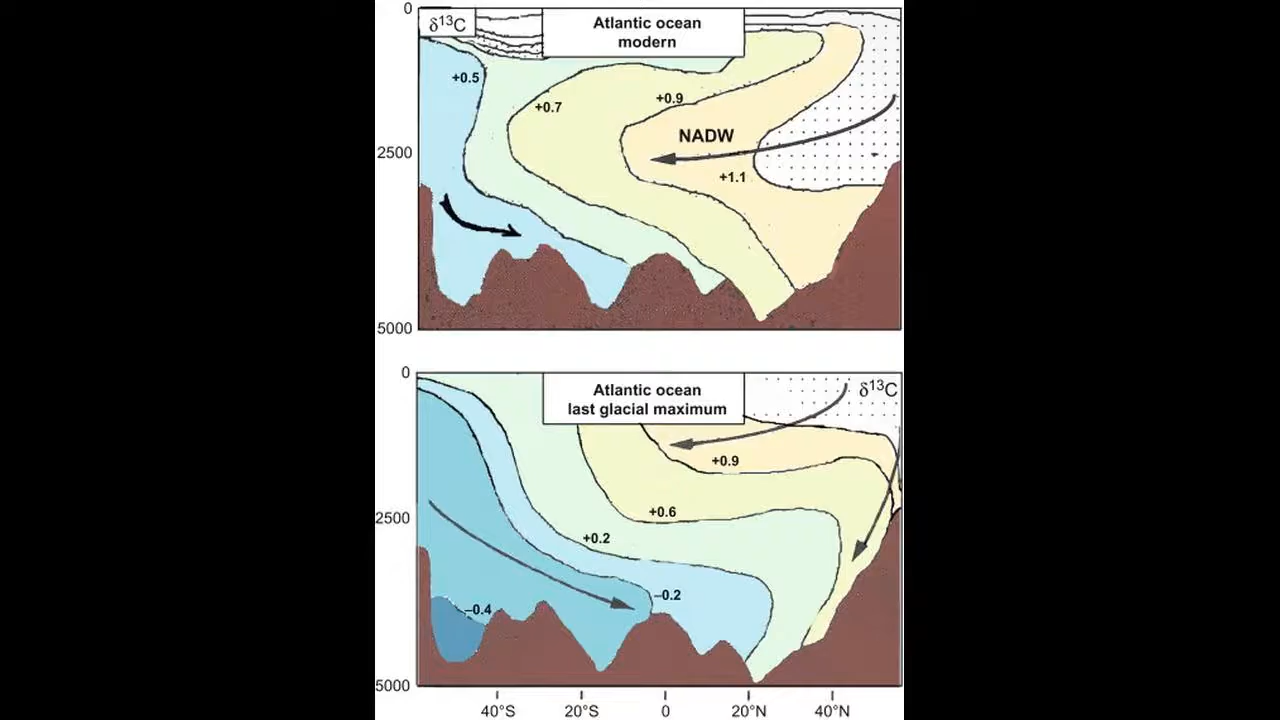 0
δ13C
Atlantic ocean
modern
+0.5
+0.7
+0.9
NADW
2500
+1.1
5000
0
Atlantic ocean
last glacial maximum
δ13C
+0.9
2500
+0.6
+0.2
–0.2
–0.4
5000
40°S 20°S 0 20°N 40°N